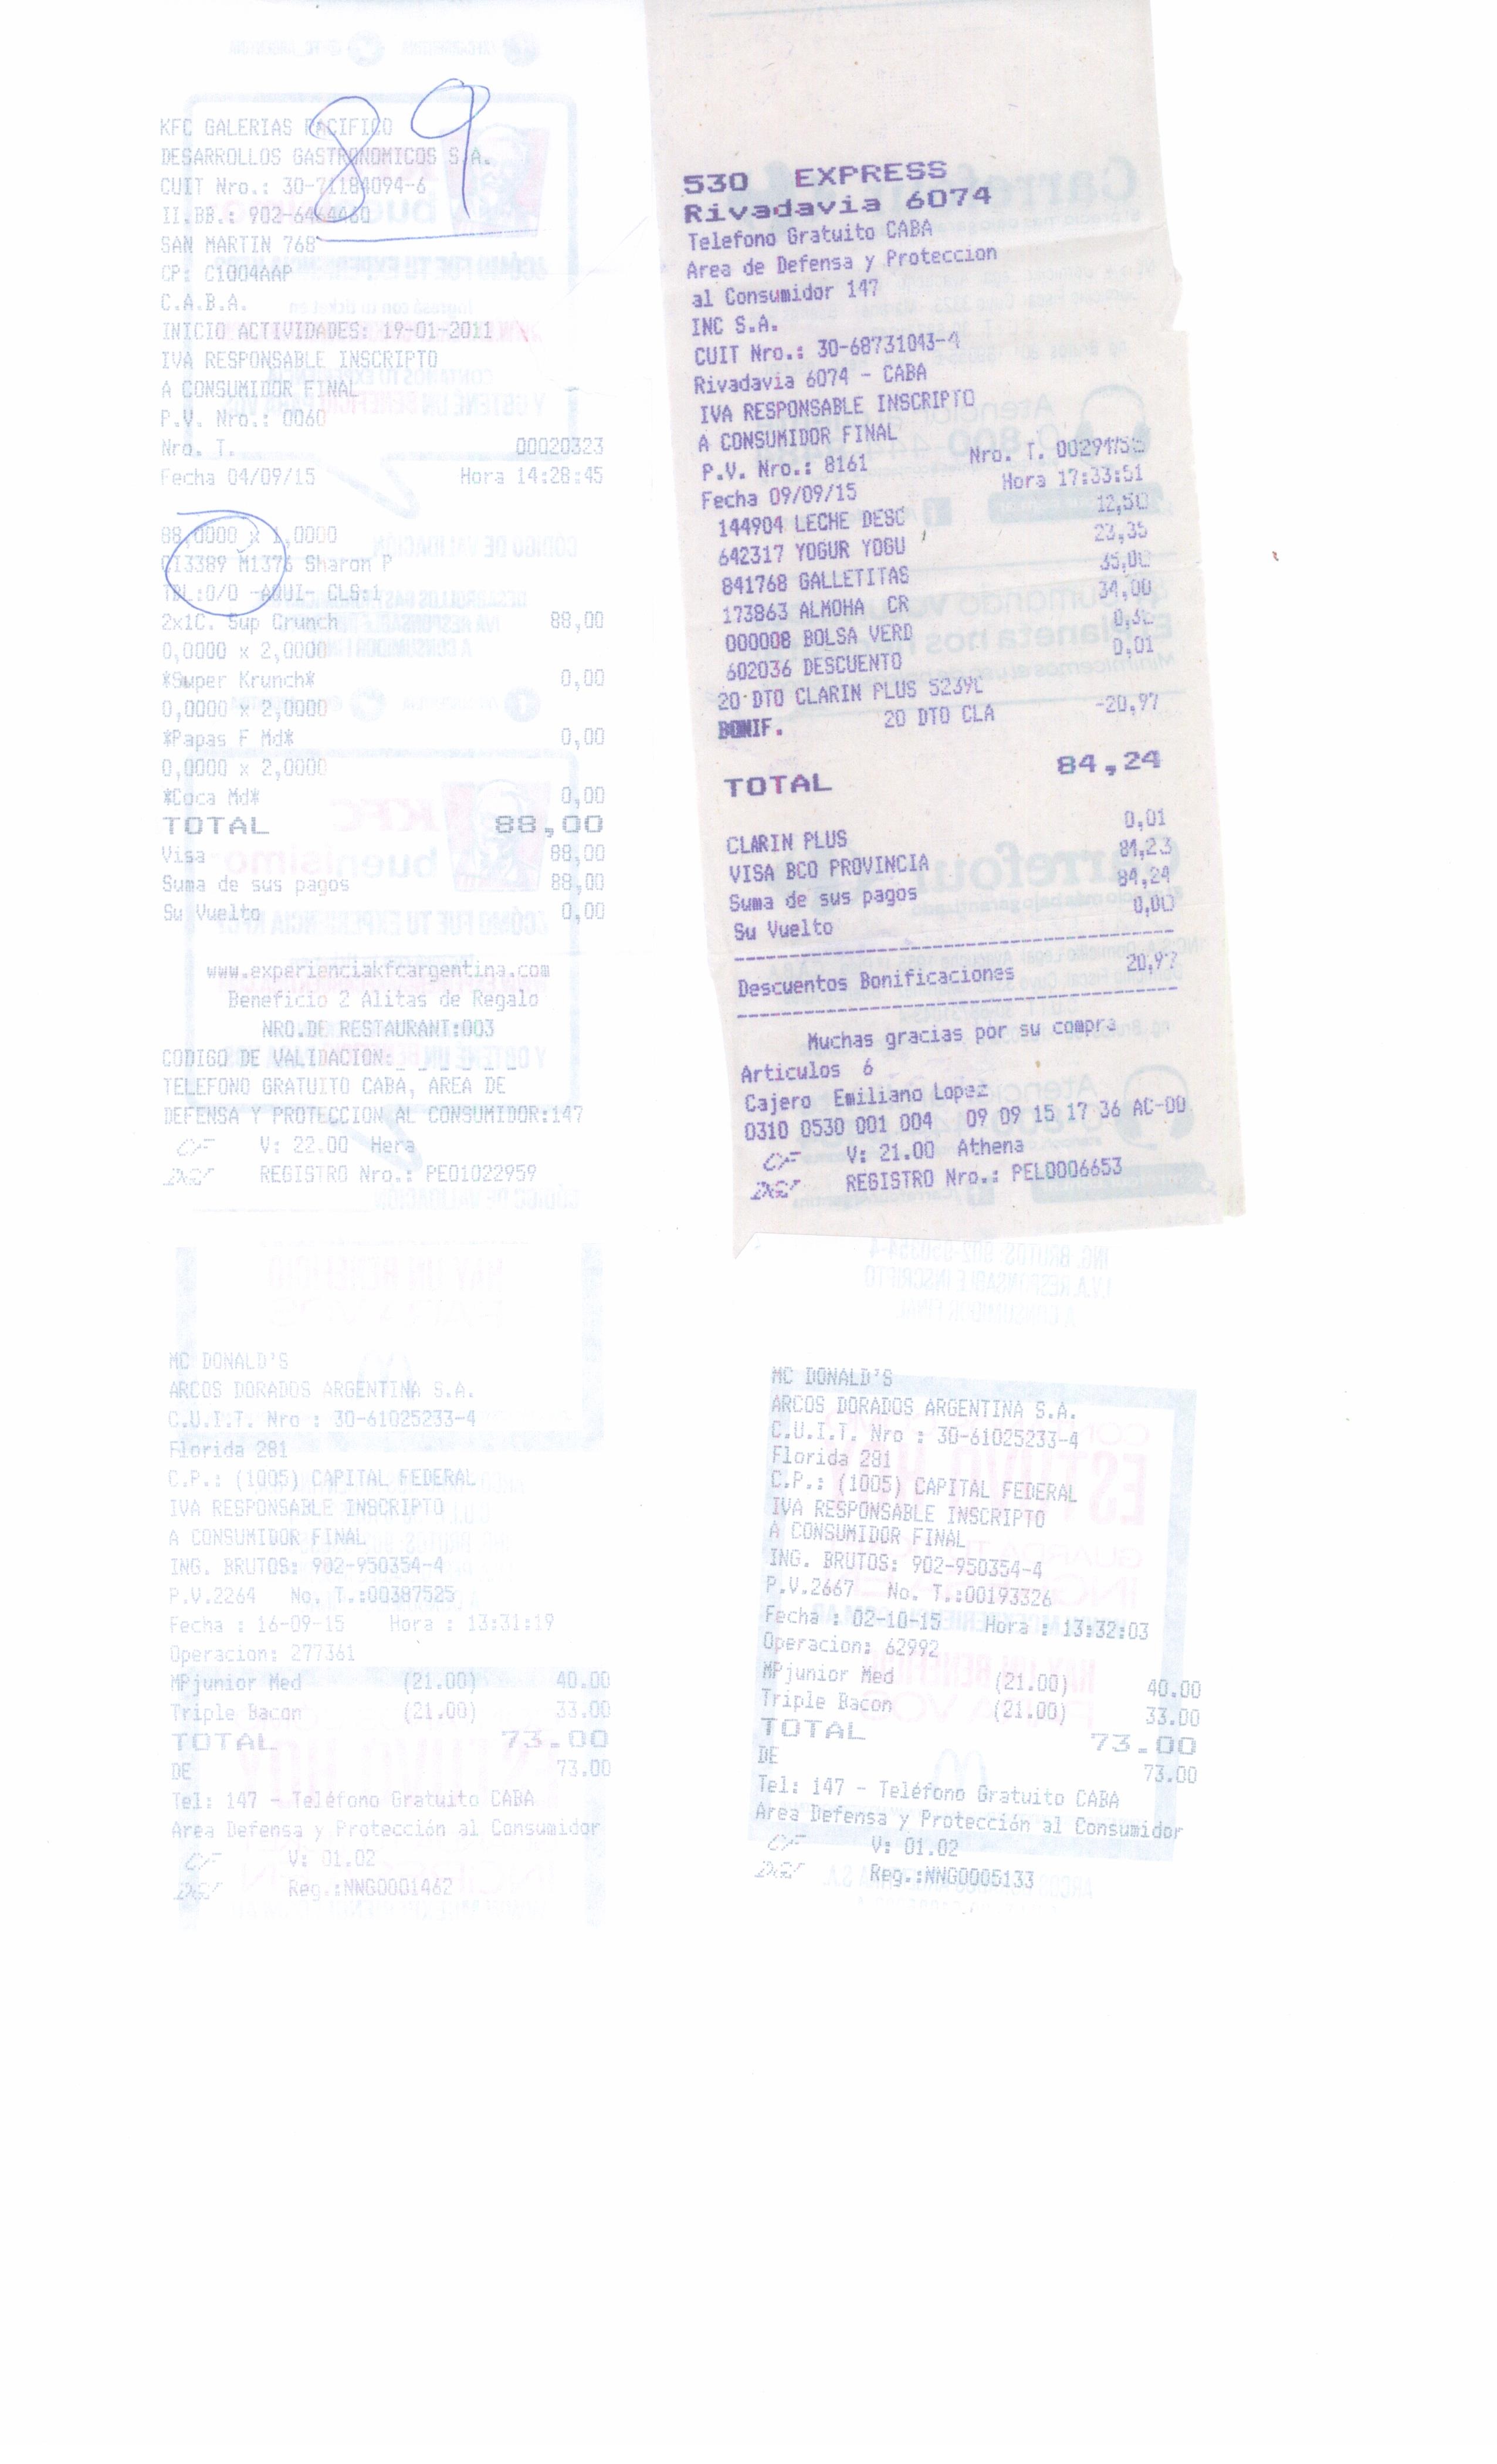 89
KFC GALERIAS PACIFICO
DESARROLLOS GASTRONOMICOS S.A.
CUIT Nro.: 30-71184094-6
II.BB.: 902-6464460
SAN MARTIN 768
CP: C1004AAP
C.A.B.A.
INICIO ACTIVIDADES: 19-01-2011
IVA RESPONSABLE INSCRIPTO
A CONSUMIDOR FINAL
P.V. Nro.: 0060
Nro. T. 00020323
Fecha 04/09/15 Hora 14:28:45
88,0000 x 1,0000
CI3389 M1376 Sharon P
TBL:0/0 -AQUI- CLS:1
2x1C. Sup Crunch 88,00
0,0000 x 2,0000
*Super Krunch* 0,00
0,0000 x 2,0000
*Papas F Md* 0,00
0,0000 x 2,0000
*Coca Md* 0,00
TOTAL 88,00
Visa 88,00
Suma de sus pagos 88,00
Su Vuelto 0,00
www.experienciakfcargentina.com
Beneficio 2 Alitas de Regalo
NRO.DE RESTAURANT:003
CODIGO DE VALIDACION:_ _ _ _ _ _
TELEFONO GRATUITO CABA, AREA DE
DEFENSA Y PROTECCION AL CONSUMIDOR:147
CF V: 22.00 Hera
DGI REGISTRO Nro.: PEO1022959
530 EXPRESS
Rivadavia 6074
Telefono Gratuito CABA
Area de Defensa y Proteccion
al Consumidor 147
INC S.A.
CUIT Nro.: 30-68731043-4
Rivadavia 6074 - CABA
IVA RESPONSABLE INSCRIPTO
A CONSUMIDOR FINAL
P.V. Nro.: 8161 Nro. T.
Fecha 09/09/15 Hora 17:33:51
144904 LECHE DESC 12,50
642317 YOGUR YOGU 23,35
841768 GALLETITAS 35,00
173863 ALMOHA CR 34,00
000008 BOLSA VERD
602036 DESCUENTO 0,01
20 DTO CLARIN PLUS
BONIF. 20 DTO CLA -20,97
TOTAL 84,24
CLARIN PLUS 0,01
VISA BCO PROVINCIA 84,23
Suma de sus pagos 84,24
Su Vuelto 0,00
Descuentos Bonificaciones 20,97
Muchas gracias por su compra
Articulos 6
Cajero Emiliano Lopez
0310 0530 001 004 09 09 15 17 36 AC-00
CF V: 21.00 Athena
DGI REGISTRO Nro.: PEL0006653
MC DONALD'S
ARCOS DORADOS ARGENTINA S.A.
C.U.I.T. Nro : 30-61025233-4
Florida 281
C.P.: (1005) CAPITAL FEDERAL
IVA RESPONSABLE INSCRIPTO
A CONSUMIDOR FINAL
ING. BRUTOS: 902-950354-4
P.V.2264 No. T.:00387525
Fecha : 16-09-15 Hora : 13:31:19
Operacion: 277361
MPjunior Med (21.00) 40.00
Triple Bacon (21.00) 33.00
TOTAL 73.00
DE 73.00
Tel: 147 - Teléfono Gratuito CABA
Area Defensa y Protección al Consumidor
CF V: 01.02
DGI Reg.:NNG0001462
MC DONALD'S
ARCOS DORADOS ARGENTINA S.A.
C.U.I.T. Nro : 30-61025233-4
Florida 281
C.P.: (1005) CAPITAL FEDERAL
IVA RESPONSABLE INSCRIPTO
A CONSUMIDOR FINAL
ING. BRUTOS: 902-950354-4
P.V.2667 No. T.:00193326
Fecha : 02-10-15 Hora : 13:32:03
Operacion: 62992
MPjunior Med (21.00) 40.00
Triple Bacon (21.00) 33.00
TOTAL 73.00
DE 73.00
Tel: 147 - Teléfono Gratuito CABA
Area Defensa y Protección al Consumidor
CF V: 01.02
DGI Reg.:NNG0005133